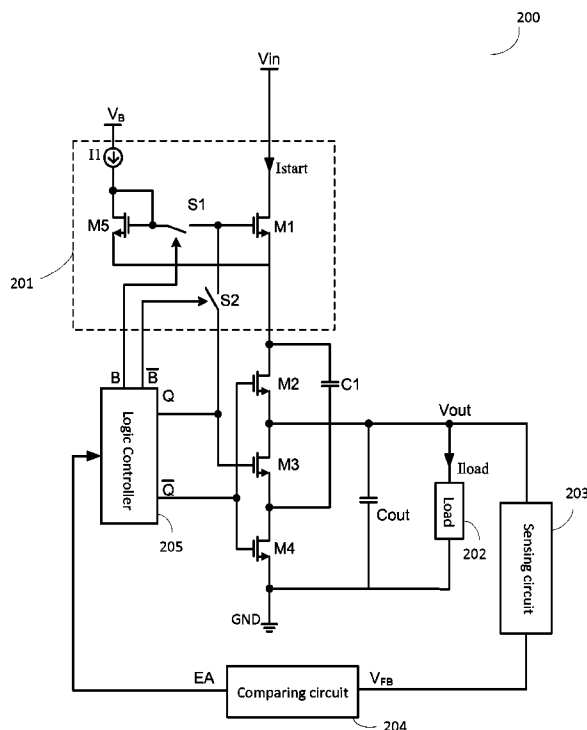 200
Vin
VB
I1
Istart
S1
M5
M1
201
S2
B
B̅
Q
M2
C1
Vout
Logic Controller
M3
Iload
203
Q̅
Cout
Load
Sensing circuit
205
M4
202
GND
EA
Comparing circuit
VFB
204